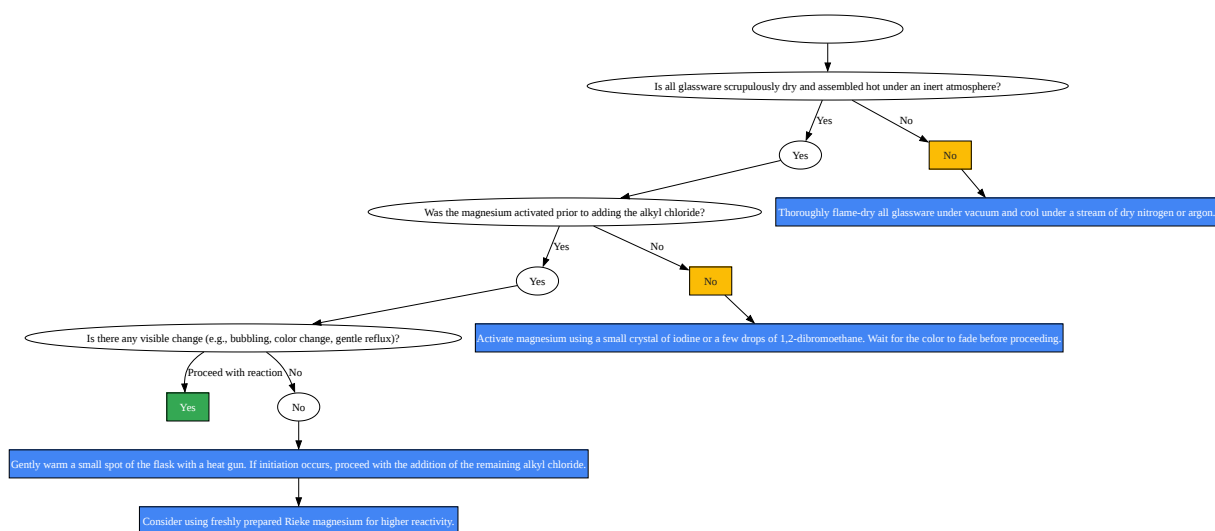 Is all glassware scrupulously dry and assembled hot under an inert atmosphere?
Yes
No
Yes
No
Thoroughly flame-dry all glassware under vacuum and cool under a stream of dry nitrogen or argon.
Was the magnesium activated prior to adding the alkyl chloride?
Yes
No
Yes
No
Activate magnesium using a small crystal of iodine or a few drops of 1,2-dibromoethane. Wait for the color to fade before proceeding.
Is there any visible change (e.g., bubbling, color change, gentle reflux)?
Proceed with reaction
No
Yes
No
Gently warm a small spot of the flask with a heat gun. If initiation occurs, proceed with the addition of the remaining alkyl chloride.
Consider using freshly prepared Rieke magnesium for higher reactivity.